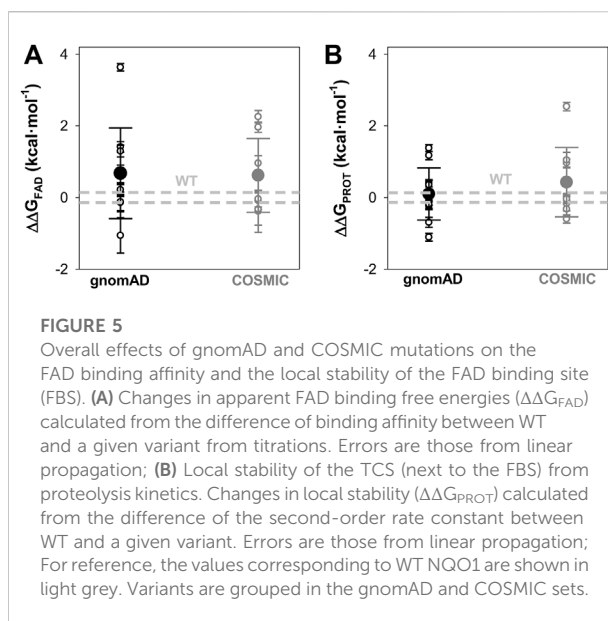 A
B
4
2
0
-2
ΔΔG_FAD (kcal·mol⁻¹)
WT
gnomAD
COSMIC
4
2
0
-2
ΔΔG_PROT (kcal·mol⁻¹)
WT
gnomAD
COSMIC
FIGURE 5
Overall effects of gnomAD and COSMIC mutations on the
FAD binding affinity and the local stability of the FAD binding site
(FBS). (A) Changes in apparent FAD binding free energies (ΔΔG_FAD)
calculated from the difference of binding affinity between WT
and a given variant from titrations. Errors are those from linear
propagation; (B) Local stability of the TCS (next to the FBS) from
proteolysis kinetics. Changes in local stability (ΔΔG_PROT) calculated
from the difference of the second-order rate constant between
WT and a given variant. Errors are those from linear propagation;
For reference, the values corresponding to WT NQO1 are shown in
light grey. Variants are grouped in the gnomAD and COSMIC sets.